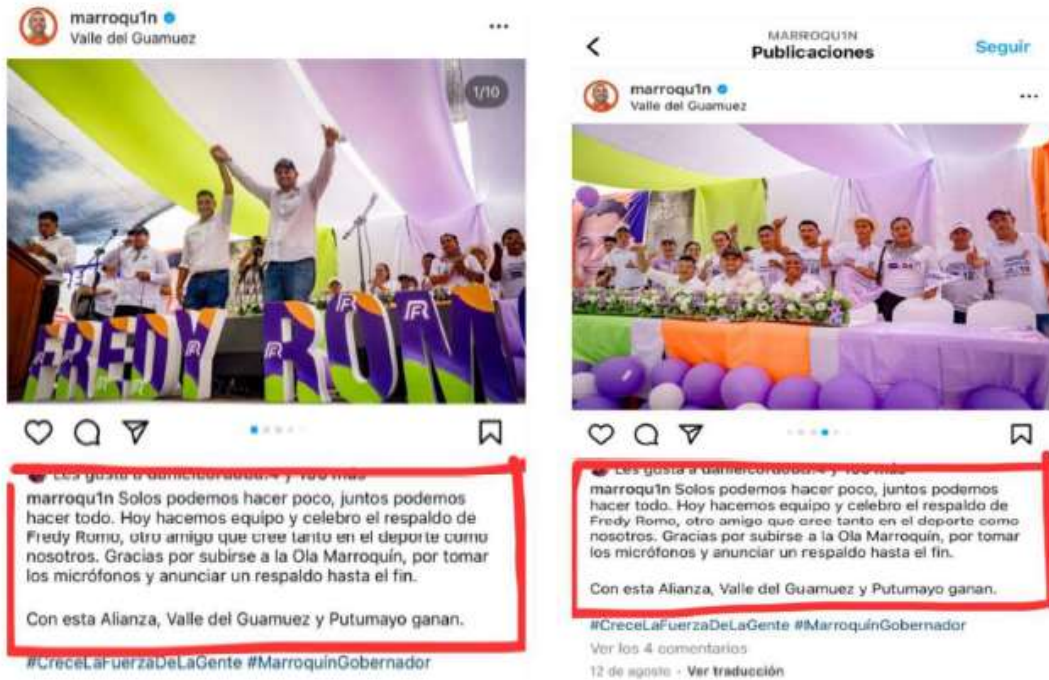 marroqu1n
Valle del Guamuez
1/10
FREDY ROM
marroqu1n Solos podemos hacer poco, juntos podemos
hacer todo. Hoy hacemos equipo y celebro el respaldo de
Fredy Romo, otro amigo que cree tanto en el deporte como
nosotros. Gracias por subirse a la Ola Marroquín, por tomar
los micrófonos y anunciar un respaldo hasta el fin.
Con esta Alianza, Valle del Guamuez y Putumayo ganan.
#CreceLaFuerzaDeLaGente #MarroquínGobernador
MARROQU1N
Publicaciones
Seguir
marroqu1n
Valle del Guamuez
Les gusta a
marroqu1n Solos podemos hacer poco, juntos podemos
hacer todo. Hoy hacemos equipo y celebro el respaldo de
Fredy Romo, otro amigo que cree tanto en el deporte como
nosotros. Gracias por subirse a la Ola Marroquín, por tomar
los micrófonos y anunciar un respaldo hasta el fin.
Con esta Alianza, Valle del Guamuez y Putumayo ganan.
#CreceLaFuerzaDeLaGente #MarroquínGobernador
Ver los 4 comentarios
12 de agosto - Ver traducción